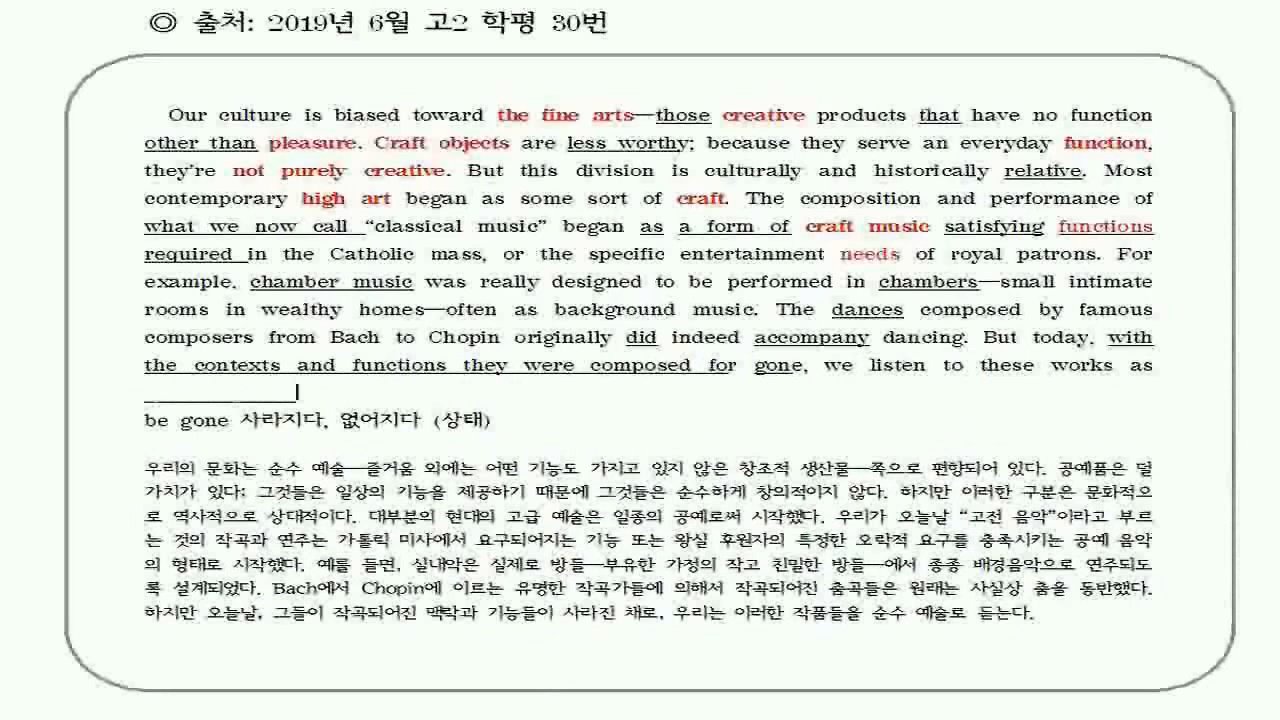 ◎ 출처: 2019년 6월 고2 학평 30번
Our culture is biased toward the fine arts—those creative products that have no function
other than pleasure. Craft objects are less worthy; because they serve an everyday function,
they're not purely creative. But this division is culturally and historically relative. Most
contemporary high art began as some sort of craft. The composition and performance of
what we now call “classical music” began as a form of craft music satisfying functions
required in the Catholic mass, or the specific entertainment needs of royal patrons. For
example, chamber music was really designed to be performed in chambers—small intimate
rooms in wealthy homes—often as background music. The dances composed by famous
composers from Bach to Chopin originally did indeed accompany dancing. But today, with
the contexts and functions they were composed for gone, we listen to these works as
____________
be gone 사라지다, 없어지다 (상태)
우리의 문화는 순수 예술—즐거움 외에는 어떤 기능도 가지고 있지 않은 창조적 생산물—쪽으로 편향되어 있다. 공예품은 덜
가치가 있다; 그것들은 일상의 기능을 제공하기 때문에 그것들은 순수하게 창의적이지 않다. 하지만 이러한 구분은 문화적으
로 역사적으로 상대적이다. 대부분의 현대의 고급 예술은 일종의 공예로써 시작했다. 우리가 오늘날 “고전 음악”이라고 부르
는 것의 작곡과 연주는 가톨릭 미사에서 요구되어지는 기능 또는 왕실 후원자의 특정한 오락적 요구를 충족시키는 공예 음악
의 형태로 시작했다. 예를 들면, 실내악은 실제로 방들—부유한 가정의 작고 친밀한 방들—에서 종종 배경음악으로 연주되도
록 설계되었다. Bach에서 Chopin에 이르는 유명한 작곡가들에 의해서 작곡되어진 춤곡들은 원래는 사실상 춤을 동반했다.
하지만 오늘날, 그들이 작곡되어진 맥락과 기능들이 사라진 채로, 우리는 이러한 작품들을 순수 예술로 듣는다.